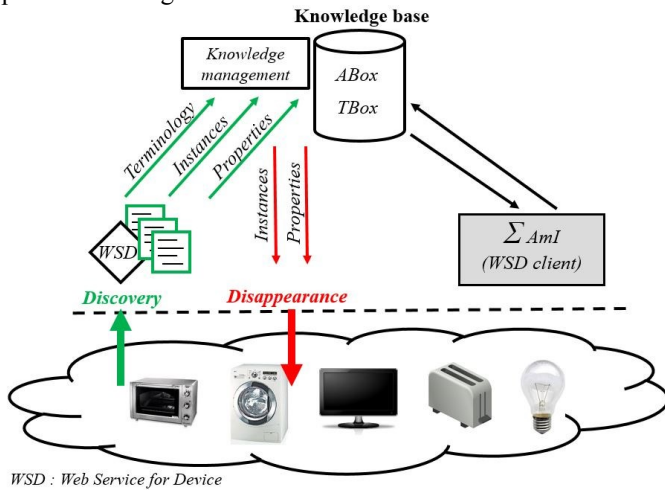 Knowledge base
Knowledge
management
ABox
TBox
Terminology
Instances
Properties
Instances
Properties
WSD
∑ AmI
(WSD client)
Discovery
Disappearance
WSD : Web Service for Device